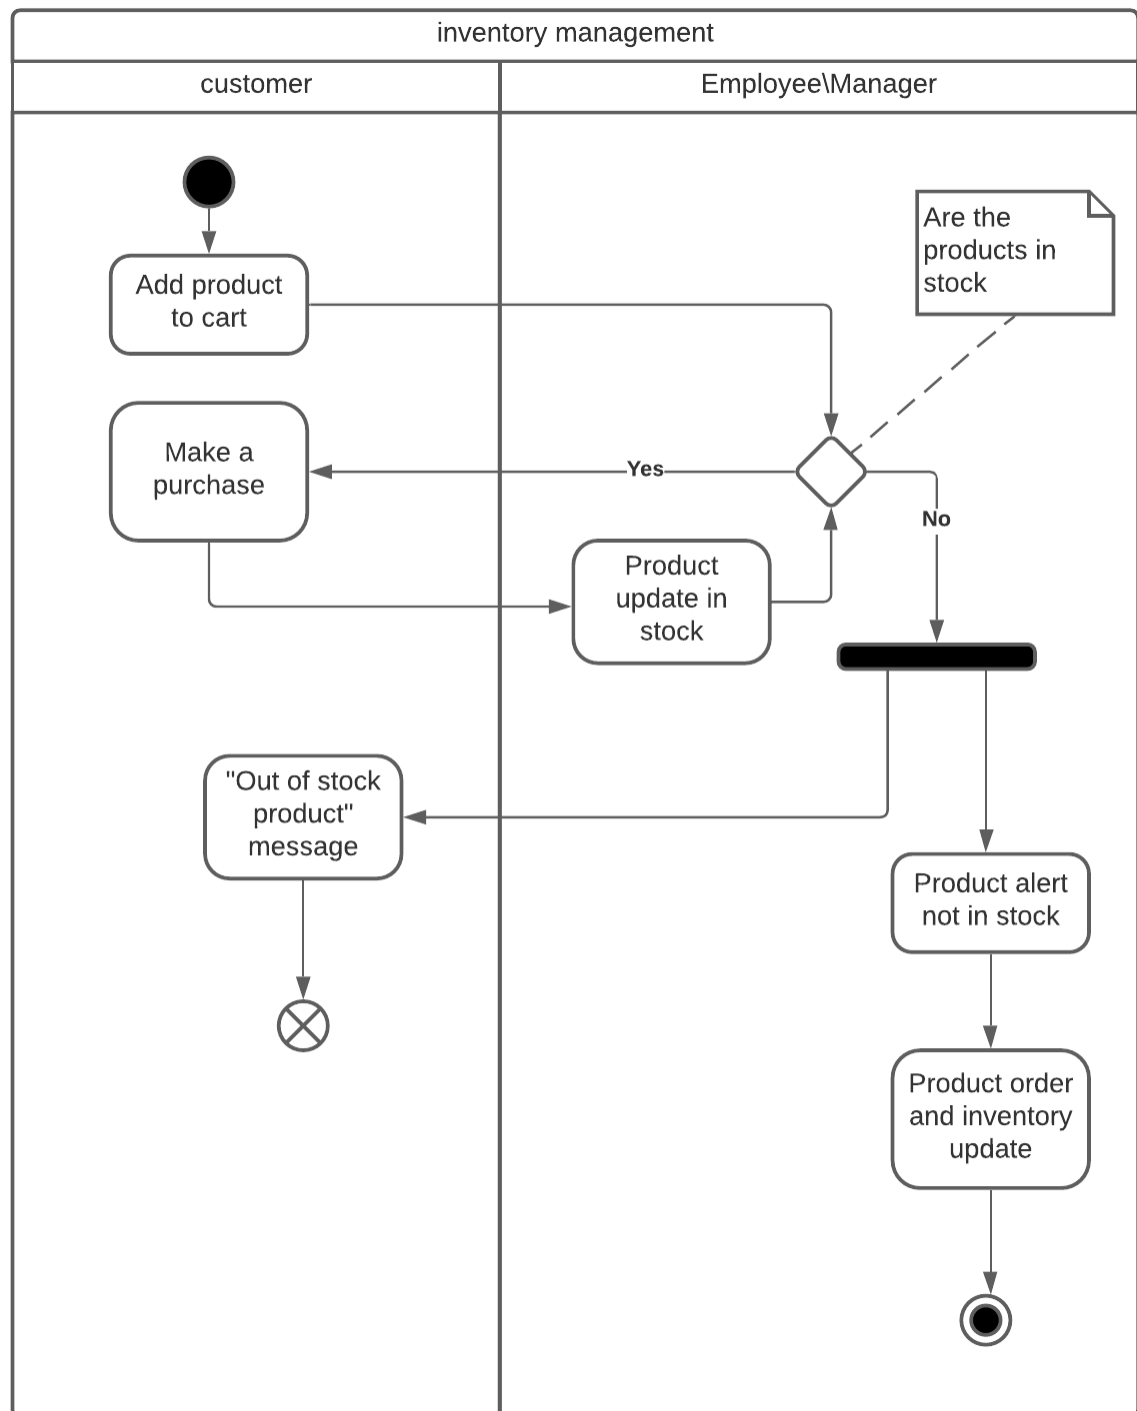 inventory management
customer
Employee\Manager
Are the
products in
stock
Add product
to cart
Make a
purchase
Yes
No
Product
update in
stock
"Out of stock
product"
message
Product alert
not in stock
Product order
and inventory
update